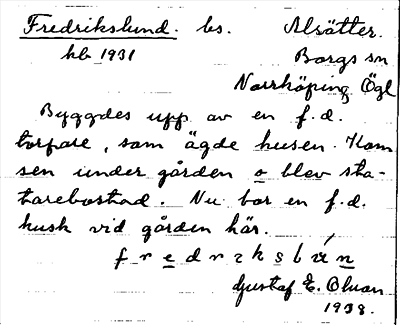 Fredrikslund. bs. Alsätter.
hb 1931 Borgs sn
Norrköping Ögl
Byggdes upp av en f.d.
torpare, som ägde husen. Kom
sen under gården o blev sta-
tarebostad. Nu bor en f.d.
kusk vid gården här.
fredrikslún
Gustaf E. Olsson
1938.